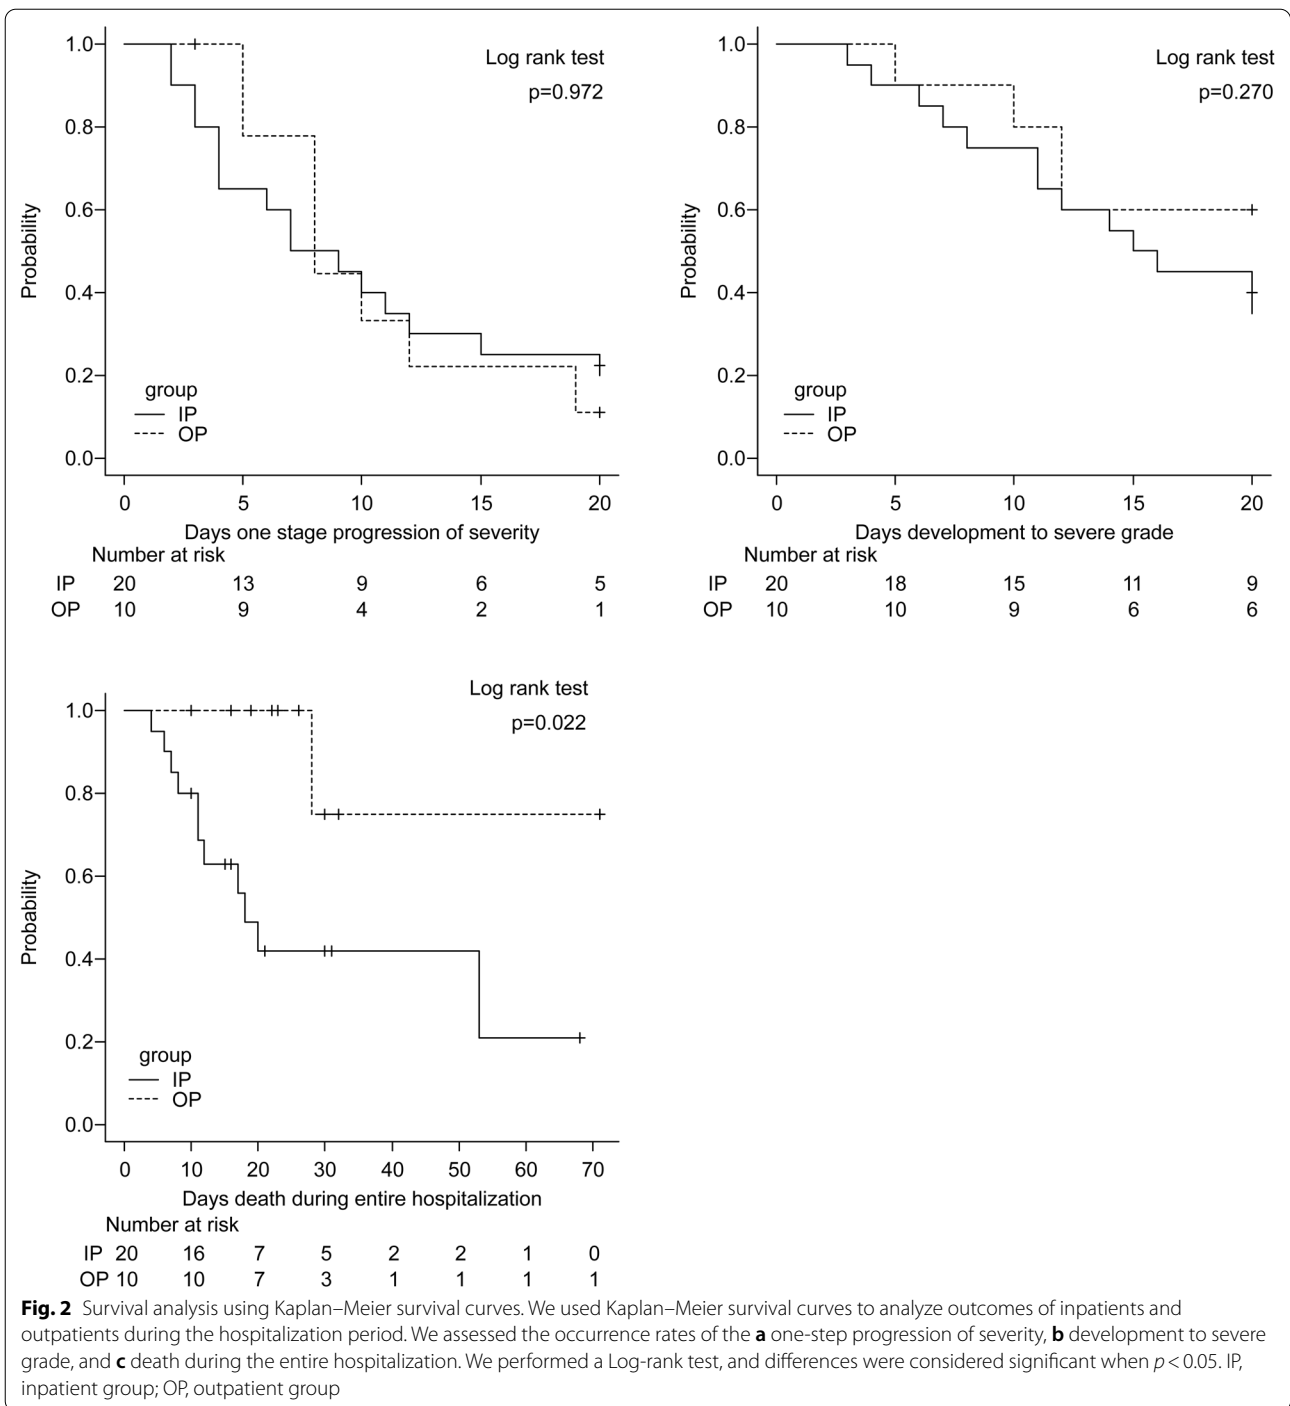 1.0
0.8
0.6
0.4
0.2
0.0
Probability
Log rank test
p=0.972
group
IP
OP
0 5 10 15 20
Days one stage progression of severity
Number at risk
IP 20 13 9 6 5
OP 10 9 4 2 1
1.0
0.8
0.6
0.4
0.2
0.0
Probability
Log rank test
p=0.270
group
IP
OP
0 5 10 15 20
Days development to severe grade
Number at risk
IP 20 18 15 11 9
OP 10 10 9 6 6
1.0
0.8
0.6
0.4
0.2
0.0
Probability
Log rank test
p=0.022
group
IP
OP
0 10 20 30 40 50 60 70
Days death during entire hospitalization
Number at risk
IP 20 16 7 5 2 2 1 0
OP 10 10 7 3 1 1 1 1
Fig. 2 Survival analysis using Kaplan–Meier survival curves. We used Kaplan–Meier survival curves to analyze outcomes of inpatients and
outpatients during the hospitalization period. We assessed the occurrence rates of the a one-step progression of severity, b development to severe
grade, and c death during the entire hospitalization. We performed a Log-rank test, and differences were considered significant when p < 0.05. IP,
inpatient group; OP, outpatient group